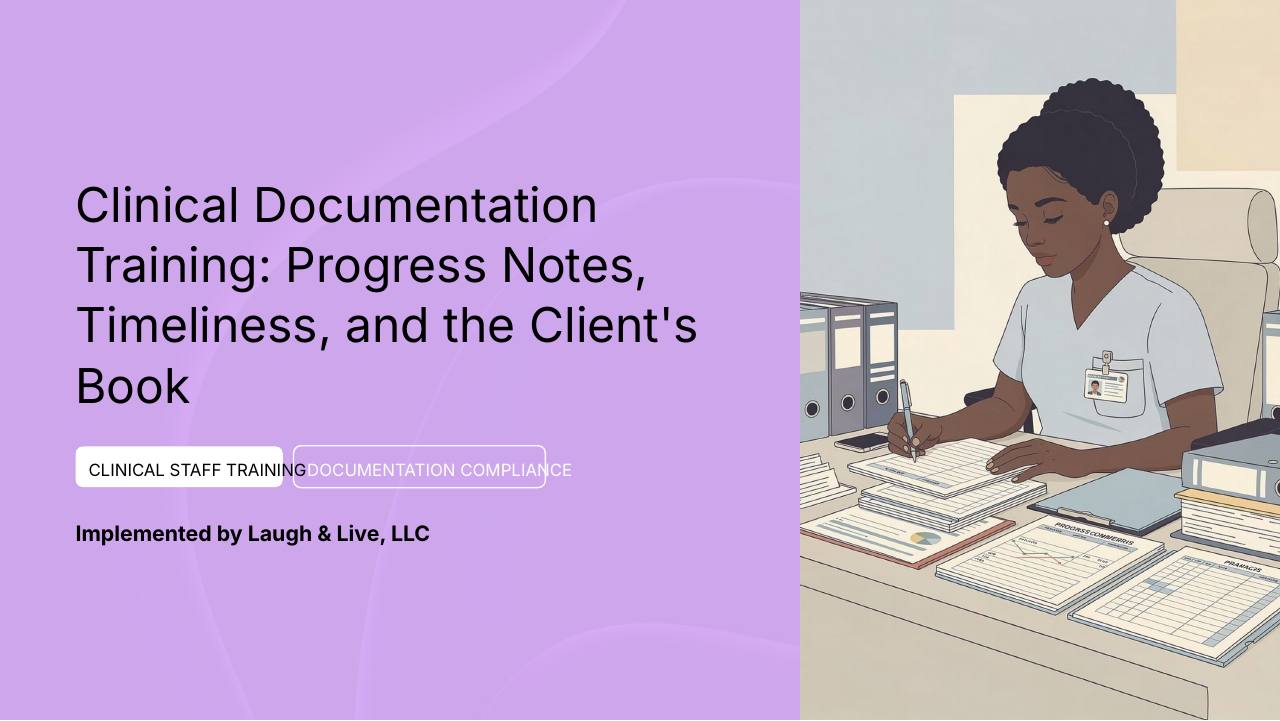 Clinical Documentation
Training: Progress Notes,
Timeliness, and the Client's
Book
CLINICAL STAFF TRAINING
DOCUMENTATION COMPLIANCE
Implemented by Laugh & Live, LLC